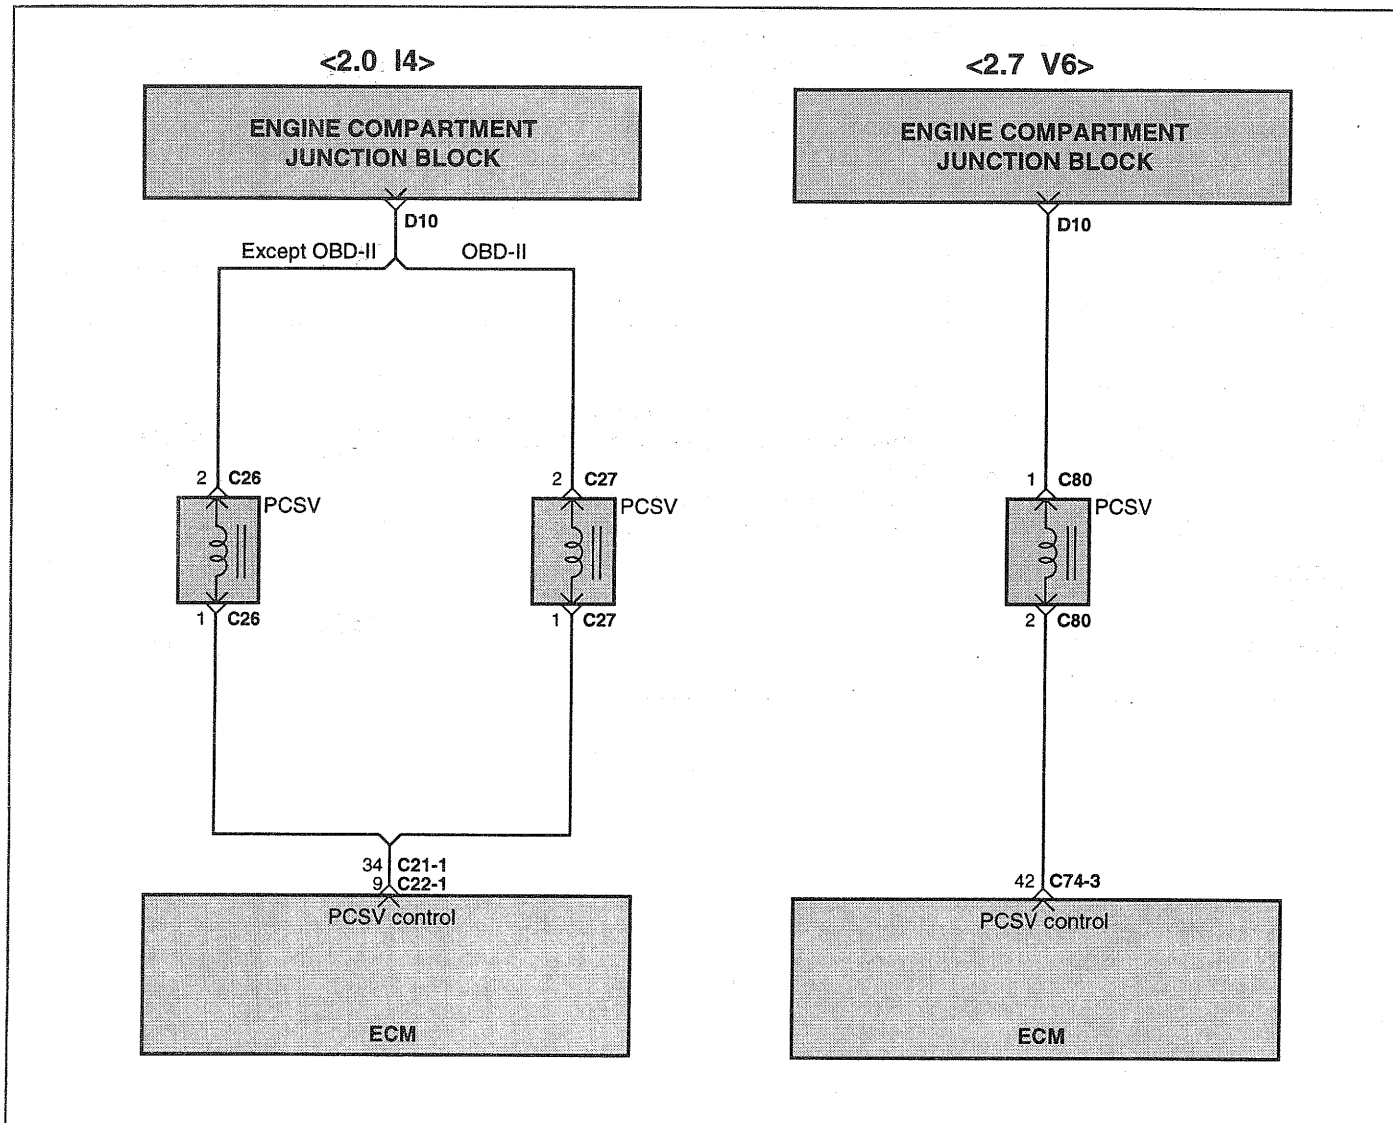 <2.0 I4>
ENGINE COMPARTMENT
JUNCTION BLOCK
D10
Except OBD-II
OBD-II
2 C26
PCSV
1 C26
2 C27
PCSV
1 C27
34 C21-1
9 C22-1
PCSV control
ECM
<2.7 V6>
ENGINE COMPARTMENT
JUNCTION BLOCK
D10
1 C80
PCSV
2 C80
42 C74-3
PCSV control
ECM